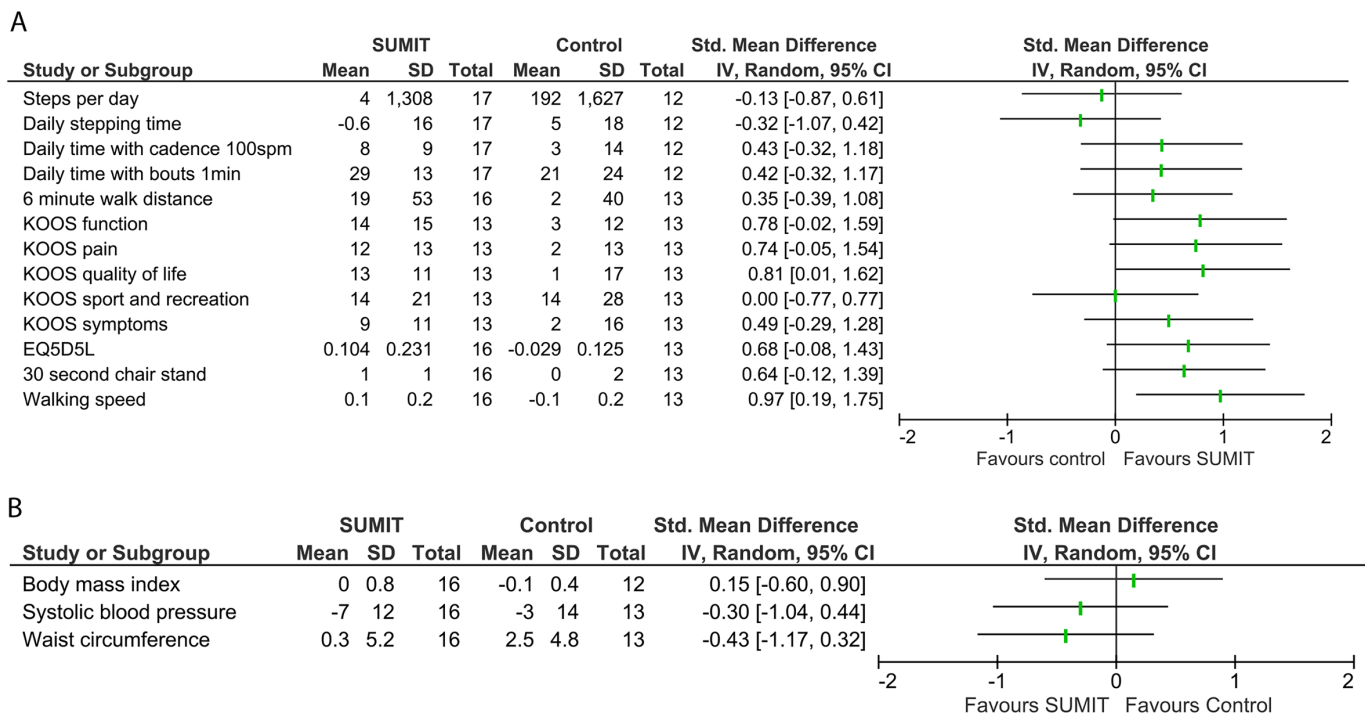 A
SUMIT Control Std. Mean Difference Std. Mean Difference
Study or Subgroup Mean SD Total Mean SD Total IV, Random, 95% CI IV, Random, 95% CI
Steps per day 4 1,308 17 192 1,627 12 -0.13 [-0.87, 0.61]
Daily stepping time -0.6 16 17 5 18 12 -0.32 [-1.07, 0.42]
Daily time with cadence 100spm 8 9 17 3 14 12 0.43 [-0.32, 1.18]
Daily time with bouts 1min 29 13 17 21 24 12 0.42 [-0.32, 1.17]
6 minute walk distance 19 53 16 2 40 13 0.35 [-0.39, 1.08]
KOOS function 14 15 13 3 12 13 0.78 [-0.02, 1.59]
KOOS pain 12 13 13 2 13 13 0.74 [-0.05, 1.54]
KOOS quality of life 13 11 13 1 17 13 0.81 [0.01, 1.62]
KOOS sport and recreation 14 21 13 14 28 13 0.00 [-0.77, 0.77]
KOOS symptoms 9 11 13 2 16 13 0.49 [-0.29, 1.28]
EQ5D5L 0.104 0.231 16 -0.029 0.125 13 0.68 [-0.08, 1.43]
30 second chair stand 1 1 16 0 2 13 0.64 [-0.12, 1.39]
Walking speed 0.1 0.2 16 -0.1 0.2 13 0.97 [0.19, 1.75]
-2 -1 0 1 2
Favours control Favours SUMIT
B
SUMIT Control Std. Mean Difference Std. Mean Difference
Study or Subgroup Mean SD Total Mean SD Total IV, Random, 95% CI IV, Random, 95% CI
Body mass index 0 0.8 16 -0.1 0.4 12 0.15 [-0.60, 0.90]
Systolic blood pressure -7 12 16 -3 14 13 -0.30 [-1.04, 0.44]
Waist circumference 0.3 5.2 16 2.5 4.8 13 -0.43 [-1.17, 0.32]
-2 -1 0 1 2
Favours SUMIT Favours Control